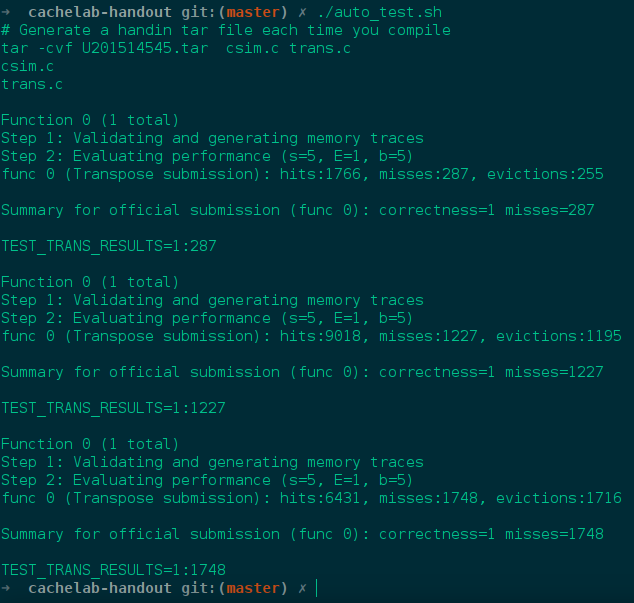 ➜  cachelab-handout git:(master) ✗ ./auto_test.sh
# Generate a handin tar file each time you compile
tar -cvf U201514545.tar  csim.c trans.c
csim.c
trans.c

Function 0 (1 total)
Step 1: Validating and generating memory traces
Step 2: Evaluating performance (s=5, E=1, b=5)
func 0 (Transpose submission): hits:1766, misses:287, evictions:255

Summary for official submission (func 0): correctness=1 misses=287

TEST_TRANS_RESULTS=1:287

Function 0 (1 total)
Step 1: Validating and generating memory traces
Step 2: Evaluating performance (s=5, E=1, b=5)
func 0 (Transpose submission): hits:9018, misses:1227, evictions:1195

Summary for official submission (func 0): correctness=1 misses=1227

TEST_TRANS_RESULTS=1:1227

Function 0 (1 total)
Step 1: Validating and generating memory traces
Step 2: Evaluating performance (s=5, E=1, b=5)
func 0 (Transpose submission): hits:6431, misses:1748, evictions:1716

Summary for official submission (func 0): correctness=1 misses=1748

TEST_TRANS_RESULTS=1:1748
➜  cachelab-handout git:(master) ✗